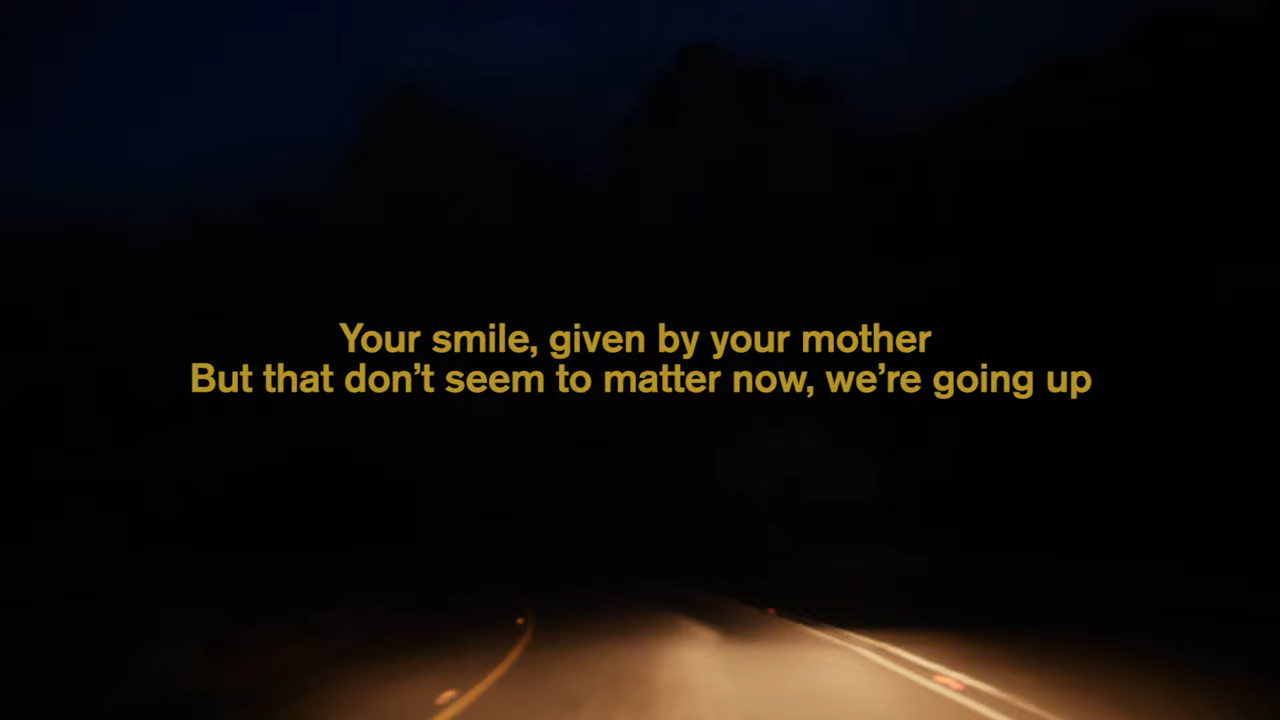 Your smile, given by your mother
But that don't seem to matter now, we're going up